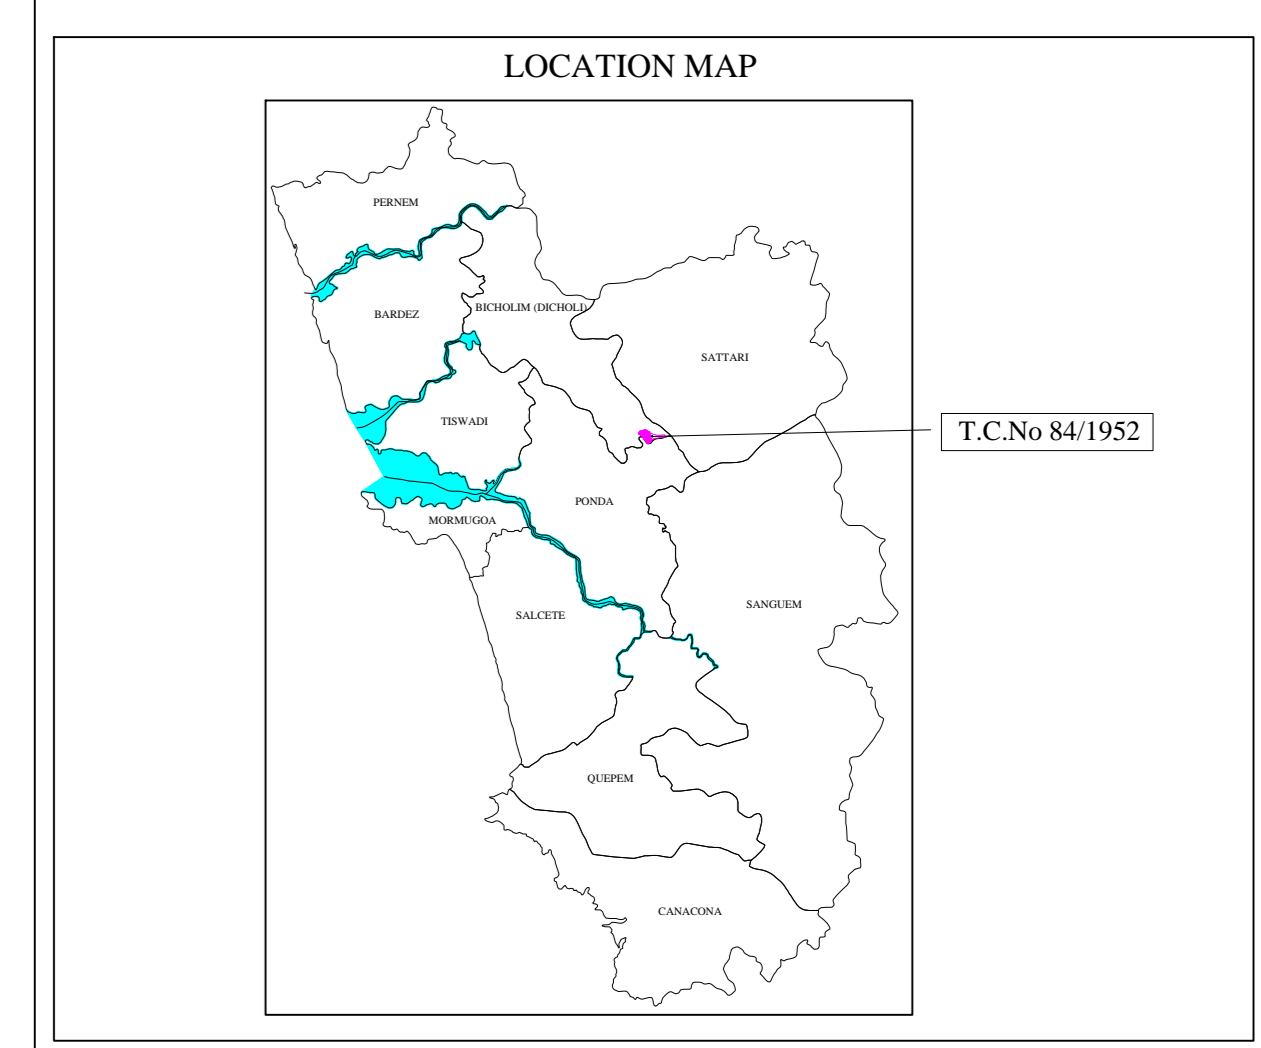 LOCATION MAP
PERNEM
BARDEZ
BICHOLIM (DICHOLI)
SATTARI
TISWADI
T.C.No 84/1952
PONDA
MORMUGOA
SANGUEM
SALCETE
QUEPEM
CANACONA